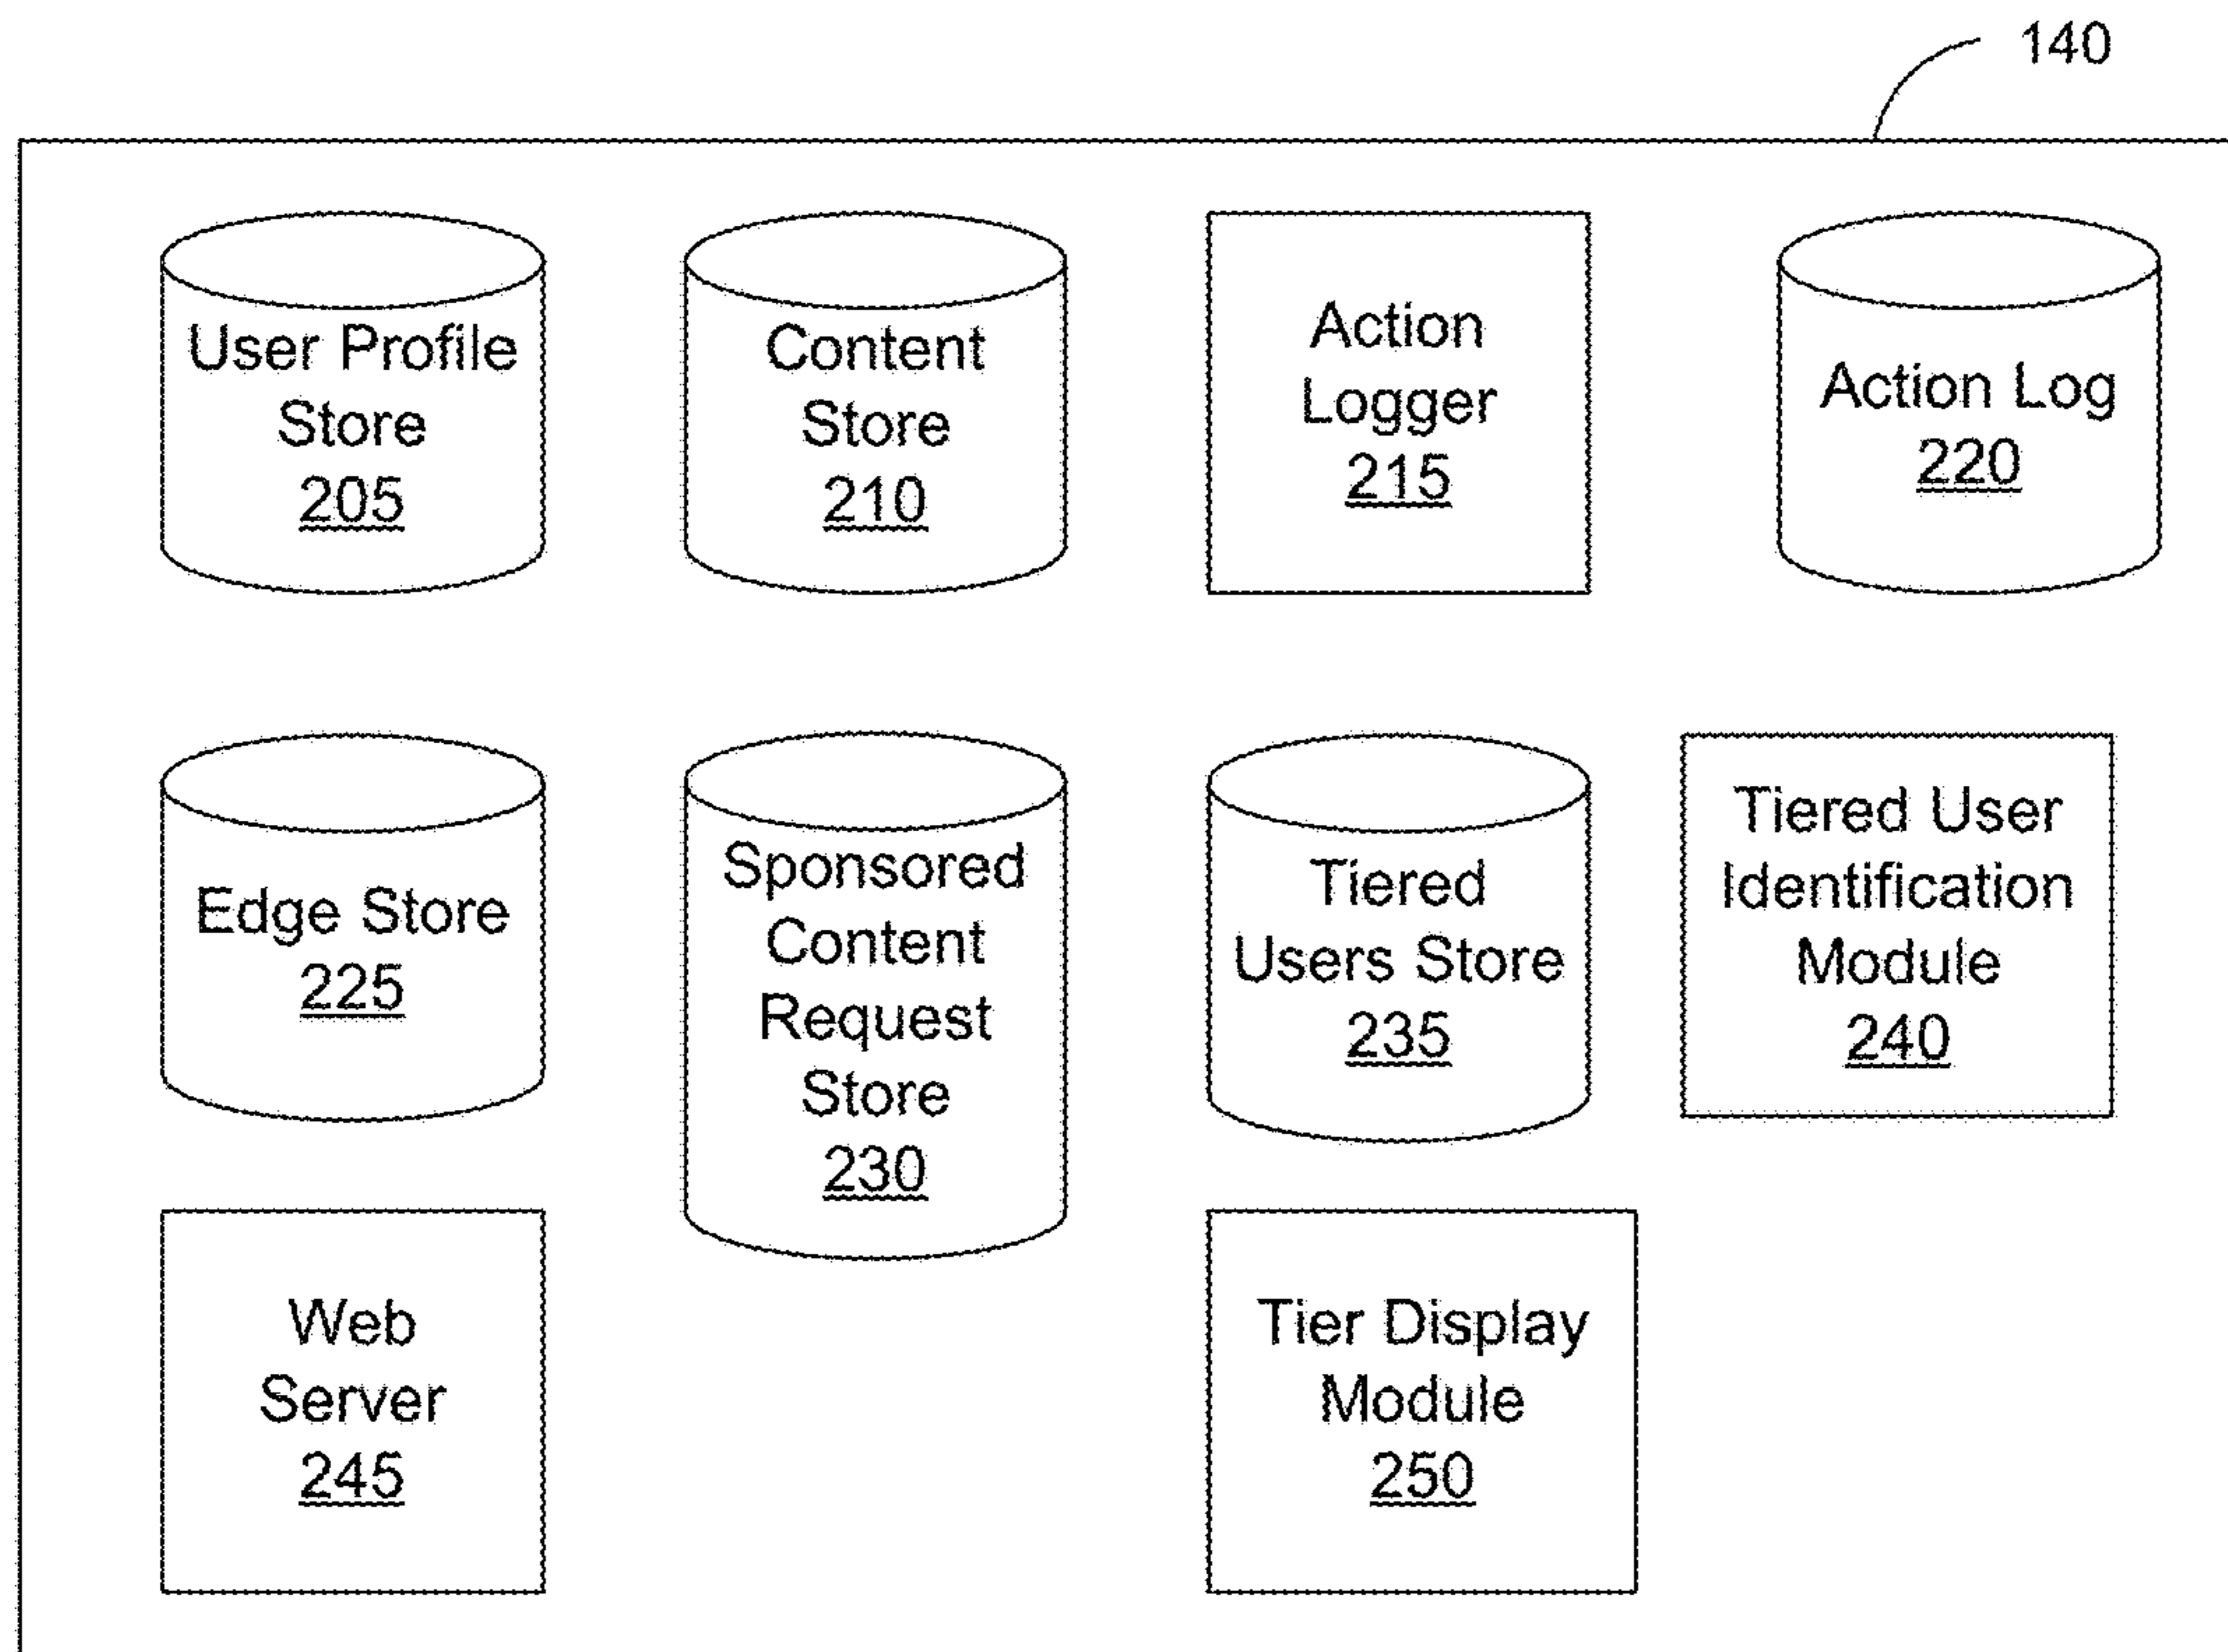 140
User Profile
Store
205
Content
Store
210
Action
Logger
215
Action Log
220
Edge Store
225
Sponsored
Content
Request
Store
230
Tiered
Users Store
235
Tiered User
Identification
Module
240
Web
Server
245
Tier Display
Module
250